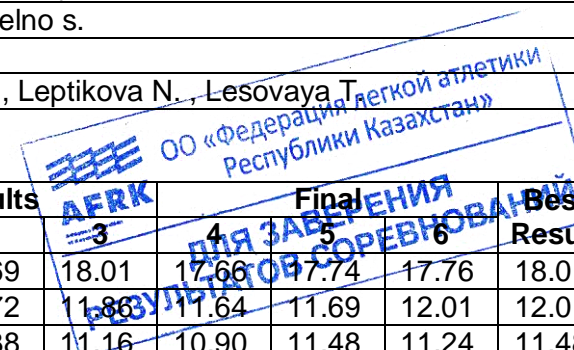 elno s.
, Leptikova N. , Lesovaya T
ОО «Федерация легкой атлетики
Республики Казахстан»
AFRK
ДЛЯ ЗАВЕРЕНИЯ
РЕЗУЛЬТАТОВ СОРЕВНОВАНИЙ
ults Final Bes
3 4 5 6 Resu
69 18.01 17.66 17.74 17.76 18.0
72 11.86 11.64 11.69 12.01 12.0
38 11.16 10.90 11.48 11.24 11.48